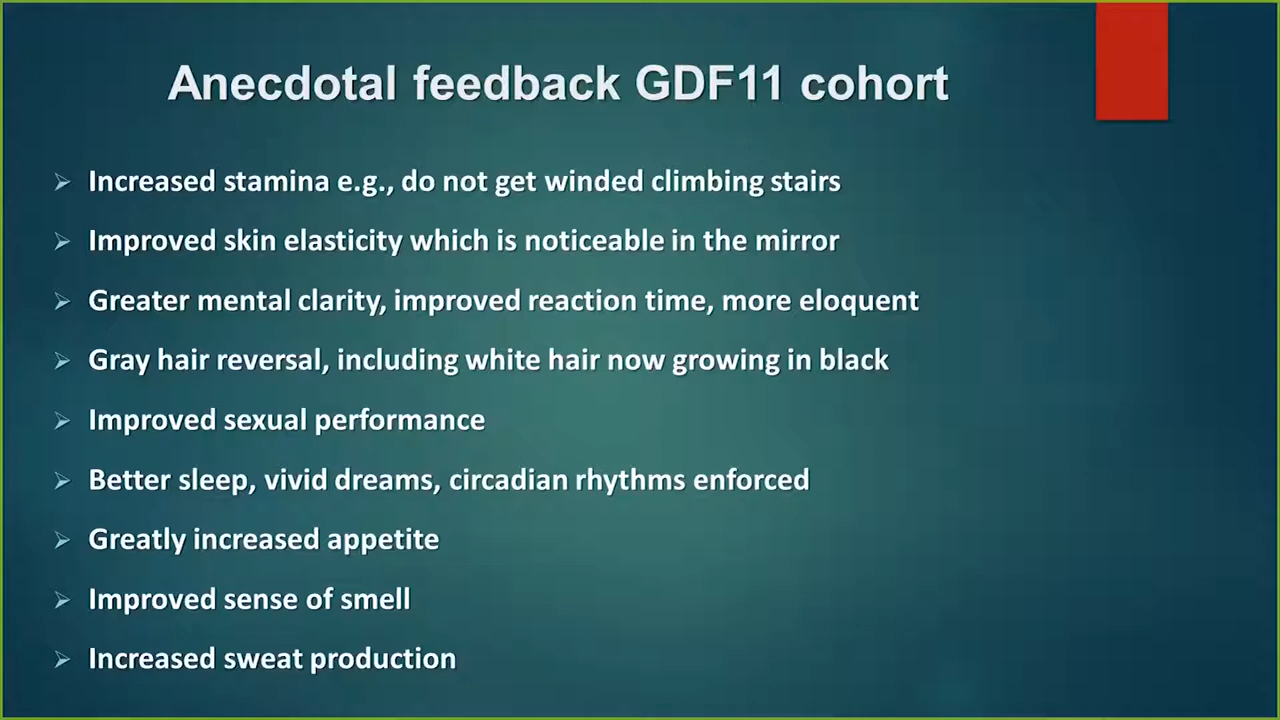 Anecdotal feedback GDF11 cohort
Increased stamina e.g., do not get winded climbing stairs
Improved skin elasticity which is noticeable in the mirror
Greater mental clarity, improved reaction time, more eloquent
Gray hair reversal, including white hair now growing in black
Improved sexual performance
Better sleep, vivid dreams, circadian rhythms enforced
Greatly increased appetite
Improved sense of smell
Increased sweat production